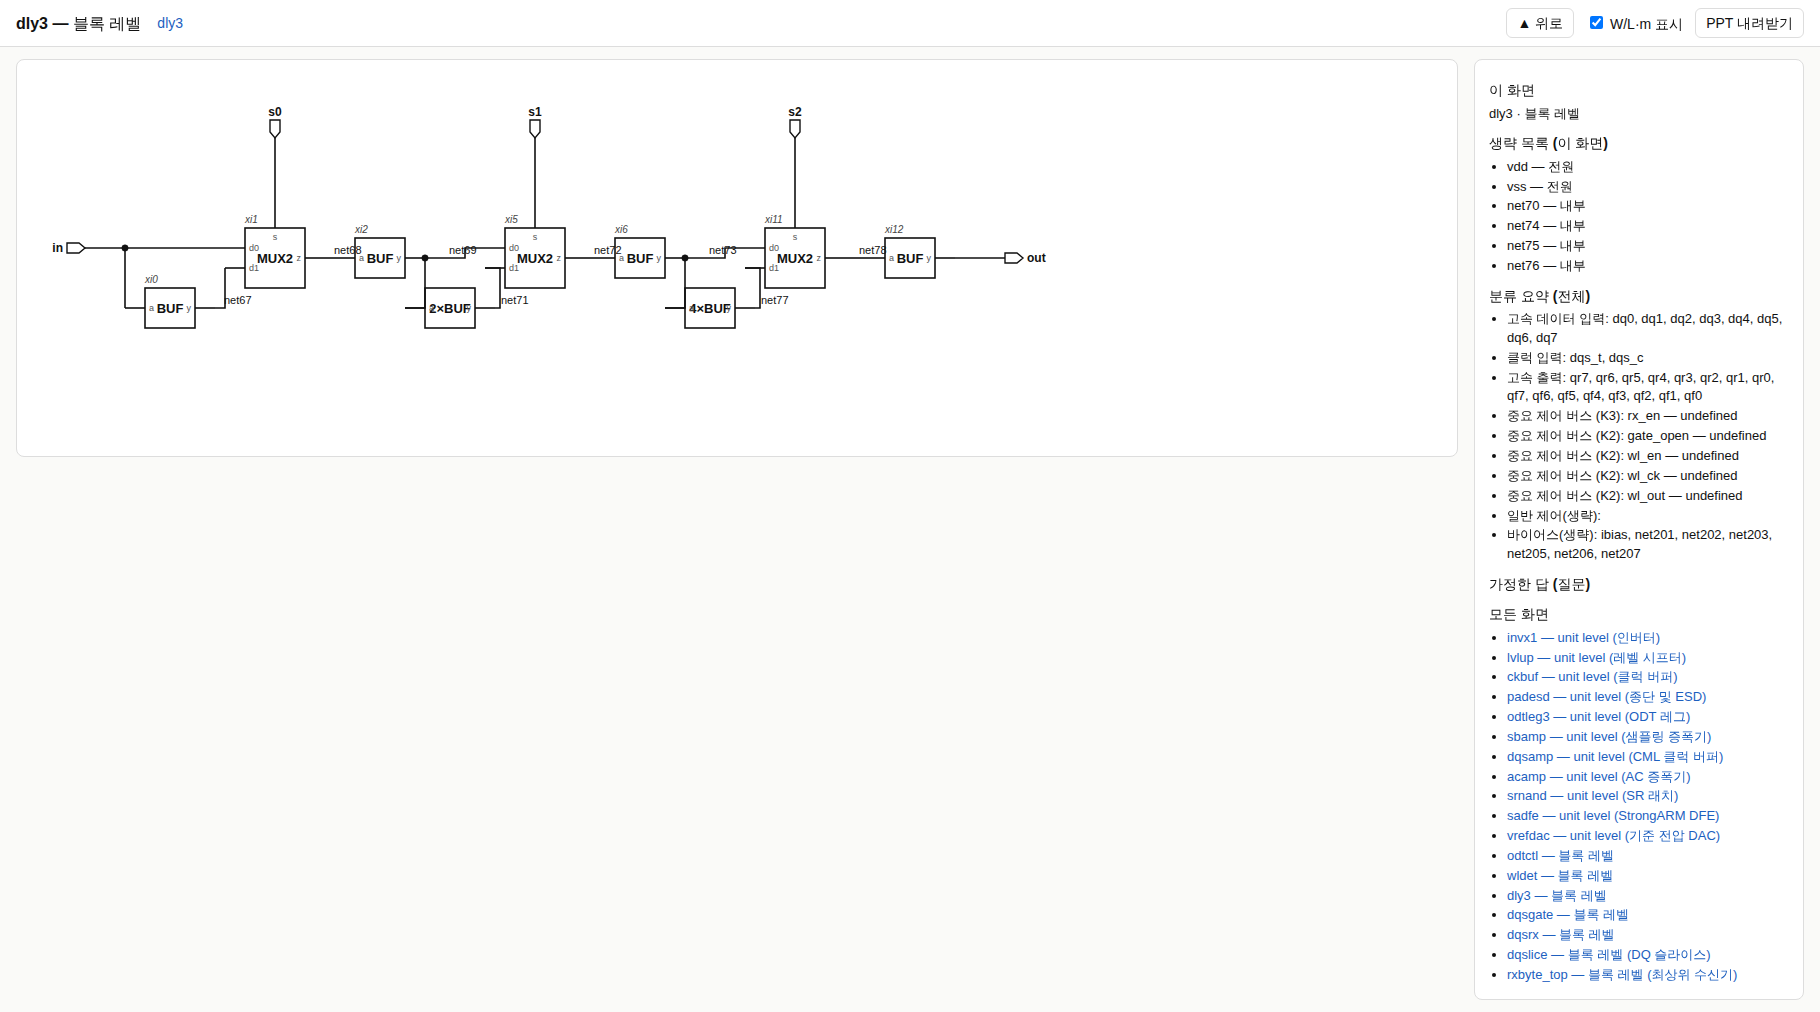 dly3 — 블록 레벨 dly3 ▲ 위로 W/L·m 표시 PPT 내려받기
s0 s1 s2
xi1 xi5 xi11
xi2 xi6 xi12
in d0 s MUX2 z d1 net68 a BUF y net69 d0 s MUX2 z d1 net72 a BUF y net73 d0 s MUX2 z d1 net78 a BUF y out
xi0
a BUF y net67 2×BUF y net71 4×BUF net77
이 화면
dly3 · 블록 레벨
생략 목록 (이 화면)
vdd — 전원
vss — 전원
net70 — 내부
net74 — 내부
net75 — 내부
net76 — 내부
분류 요약 (전체)
고속 데이터 입력: dq0, dq1, dq2, dq3, dq4, dq5,
dq6, dq7
클럭 입력: dqs_t, dqs_c
고속 출력: qr7, qr6, qr5, qr4, qr3, qr2, qr1, qr0,
qf7, qf6, qf5, qf4, qf3, qf2, qf1, qf0
중요 제어 버스 (K3): rx_en — undefined
중요 제어 버스 (K2): gate_open — undefined
중요 제어 버스 (K2): wl_en — undefined
중요 제어 버스 (K2): wl_ck — undefined
중요 제어 버스 (K2): wl_out — undefined
일반 제어(생략):
바이어스(생략): ibias, net201, net202, net203,
net205, net206, net207
가정한 답 (질문)
모든 화면
invx1 — unit level (인버터)
lvlup — unit level (레벨 시프터)
ckbuf — unit level (클럭 버퍼)
padesd — unit level (종단 및 ESD)
odtleg3 — unit level (ODT 레그)
sbamp — unit level (샘플링 증폭기)
dqsamp — unit level (CML 클럭 버퍼)
acamp — unit level (AC 증폭기)
srnand — unit level (SR 래치)
sadfe — unit level (StrongARM DFE)
vrefdac — unit level (기준 전압 DAC)
odtctl — 블록 레벨
wldet — 블록 레벨
dly3 — 블록 레벨
dqsgate — 블록 레벨
dqsrx — 블록 레벨
dqslice — 블록 레벨 (DQ 슬라이스)
rxbyte_top — 블록 레벨 (최상위 수신기)